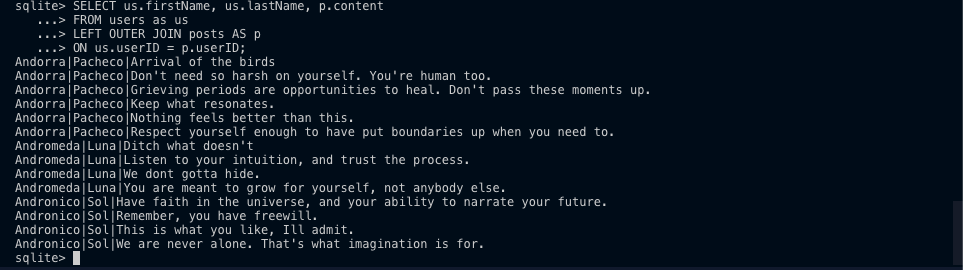 sqlite> SELECT us.firstName, us.lastName, p.content
...> FROM users as us
...> LEFT OUTER JOIN posts AS p
...> ON us.userID = p.userID;
Andorra|Pacheco|Arrival of the birds
Andorra|Pacheco|Don't need so harsh on yourself. You're human too.
Andorra|Pacheco|Grieving periods are opportunities to heal. Don't pass these moments up.
Andorra|Pacheco|Keep what resonates.
Andorra|Pacheco|Nothing feels better than this.
Andorra|Pacheco|Respect yourself enough to have put boundaries up when you need to.
Andromeda|Luna|Ditch what doesn't
Andromeda|Luna|Listen to your intuition, and trust the process.
Andromeda|Luna|We dont gotta hide.
Andromeda|Luna|You are meant to grow for yourself, not anybody else.
Andronico|Sol|Have faith in the universe, and your ability to narrate your future.
Andronico|Sol|Remember, you have freewill.
Andronico|Sol|This is what you like, Ill admit.
Andronico|Sol|We are never alone. That's what imagination is for.
sqlite>